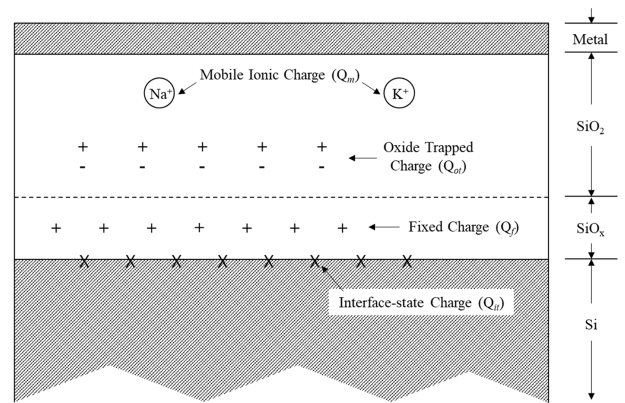 Metal
Mobile Ionic Charge (Qm)
Na+ K+
SiO2
+ + + + +
- - - - -
Oxide Trapped
Charge (Qot)
+ + + + + + +
Fixed Charge (Qf)
SiOx
X X X X X X X X
Interface-state Charge (Qit)
Si